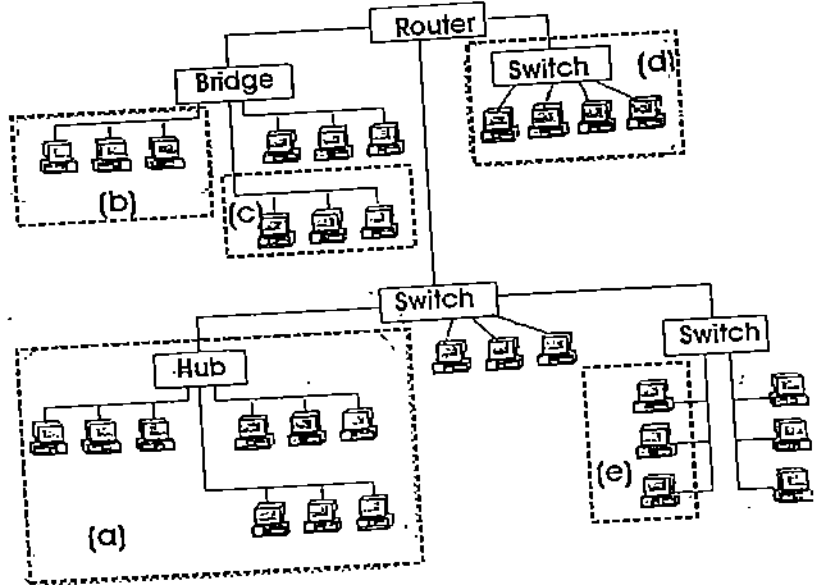 Router
Bridge
Switch
(d)
(b)
(c)
Switch
Switch
Hub
(e)
(a)